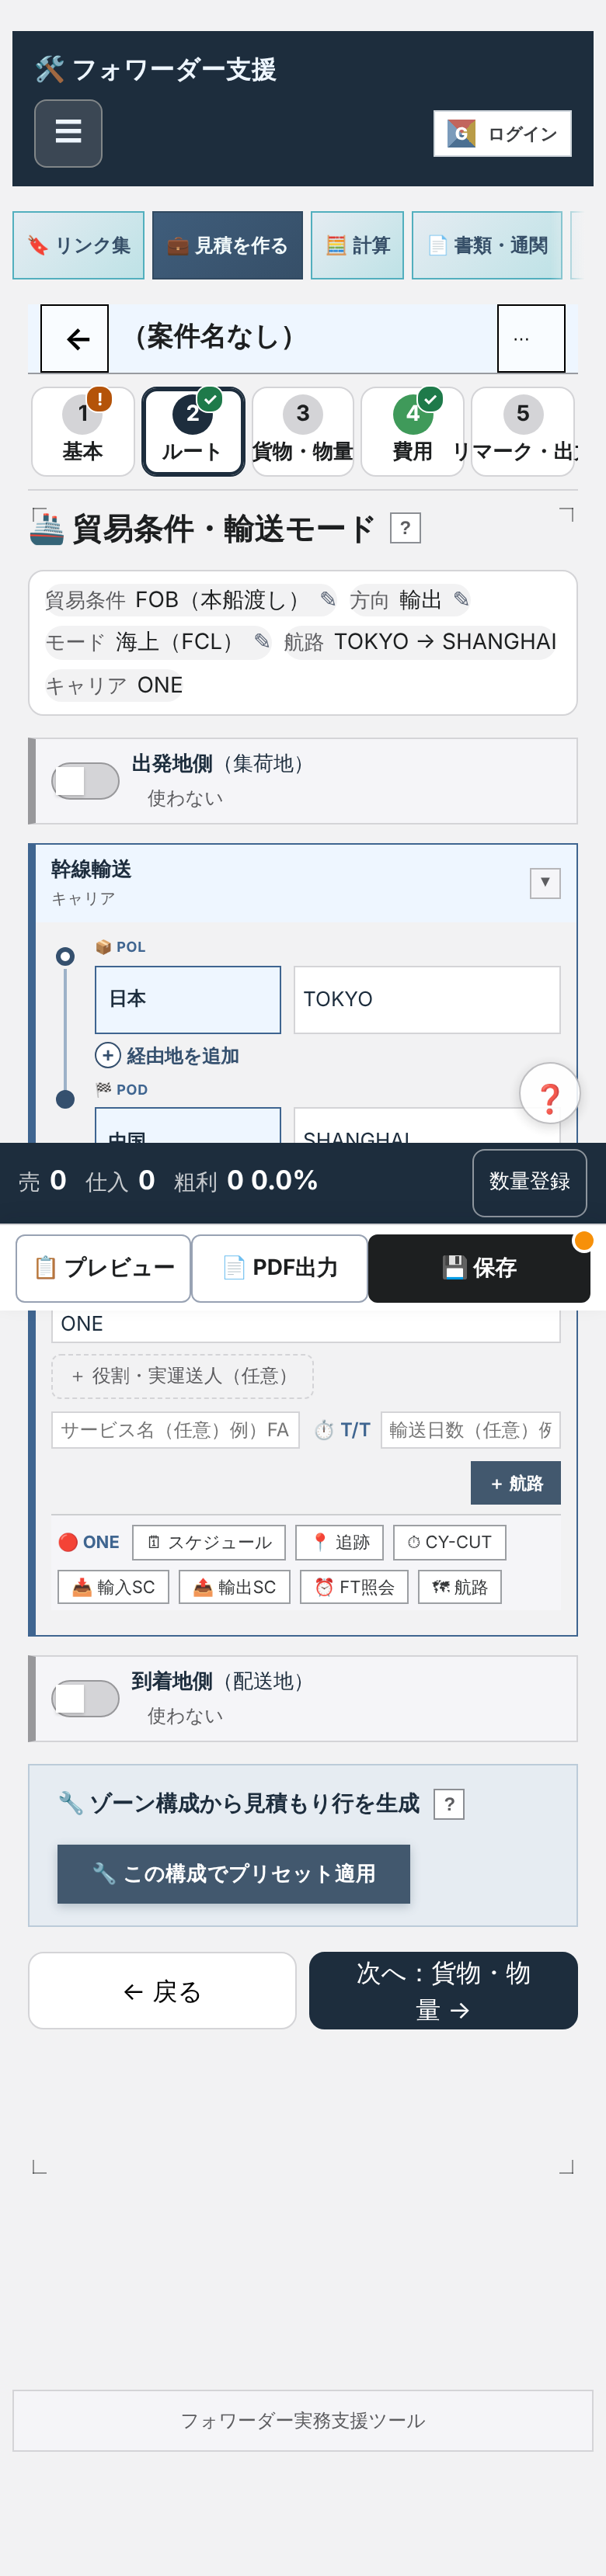 🛠️ フォワーダー支援
☰
G ログイン
🔖 リンク集
💼 見積を作る
🧮 計算
📄 書類・通関
← （案件名なし） ...
1 ! 基本
2 ✓ ルート
3 貨物・物量
4 ✓ 費用
5 リマーク・出
🚢 貿易条件・輸送モード ?
貿易条件 FOB（本船渡し） ✎ 方向 輸出 ✎
モード 海上（FCL） ✎ 航路 TOKYO → SHANGHAI
キャリア ONE
出発地側（集荷地）
使わない
幹線輸送
キャリア
▼
📦 POL
日本 TOKYO
+ 経由地を追加
🏁 POD
中国 SHANGHAI
❓
売 0 仕入 0 粗利 0 0.0% 数量登録
📋 プレビュー 📄 PDF出力 💾 保存
ONE
＋ 役割・実運送人（任意）
サービス名（任意）例）FA ⏱ T/T 輸送日数（任意）例
+ 航路
🔴 ONE 🗓 スケジュール 📍 追跡 ⏱ CY-CUT
📥 輸入SC 📤 輸出SC ⏰ FT照会 🗺 航路
到着地側（配送地）
使わない
🔧 ゾーン構成から見積もり行を生成 ?
🔧 この構成でプリセット適用
← 戻る
次へ：貨物・物
量 →
フォワーダー実務支援ツール